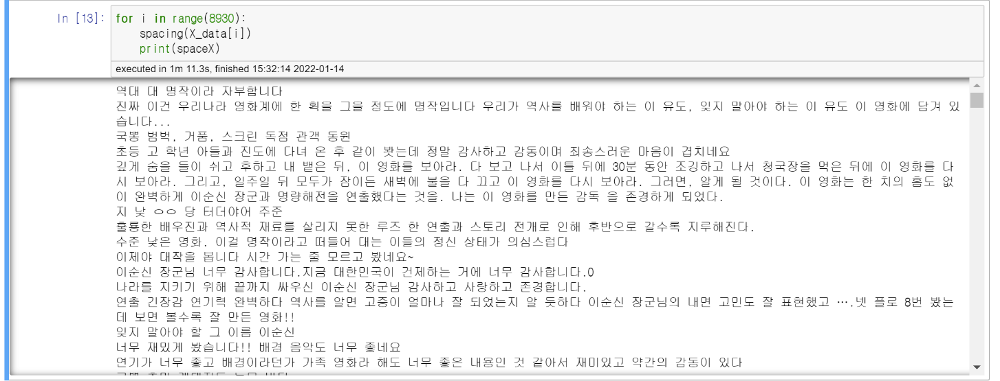 In [13]:
for i in range(8930):
spacing(X_data[i])
print(spaceX)
executed in 1m 11.3s, finished 15:32:14 2022-01-14
역대 대 명작이라 자부합니다
진짜 이건 우리나라 영화계에 한 획을 그을 정도에 명작입니다 우리가 역사를 배워야 하는 이 유도, 잊지 말아야 하는 이 유도 이 영화에 담겨 있
습니다...
국뽕 범벅, 거품, 스크린 독점 관객 동원
초등 고 학년 아들과 진도에 다녀 온 후 같이 봣는데 정말 감사하고 감동이며 죄송스러운 마음이 겹치네요
깊게 숨을 들이 쉬고 후하고 내 뱉은 뒤, 이 영화를 보아라. 다 보고 나서 이틀 뒤에 30분 동안 조깅하고 나서 청국장을 먹은 뒤에 이 영화를 다
시 보아라. 그리고, 일주일 뒤 모두가 잠이든 새벽에 불을 다 끄고 이 영화를 다시 보아라. 그러면, 알게 될 것이다. 이 영화는 한 치의 흠도 없
이 완벽하게 이순신 장군과 명량해전을 연출했다는 것을. 나는 이 영화를 만든 감독 을 존경하게 되었다.
지 낮 ㅇㅇ 당 터더야어 주준
훌륭한 배우진과 역사적 재료를 살리지 못한 루즈 한 연출과 스토리 전개로 인해 후반으로 갈수록 지루해진다.
수준 낮은 영화. 이걸 명작이라고 떠들어 대는 이들의 정신 상태가 의심스럽다
이제야 대작을 봅니다 시간 가는 줄 모르고 봤네요~
이순신 장군님 너무 감사합니다.지금 대한민국이 건제하는 거에 너무 감사합니다.0
나라를 지키기 위해 끝까지 싸우신 이순신 장군님 감사하고 사랑하고 존경합니다.
연출 긴장감 연기력 완벽하다 역사를 알면 고증이 얼마나 잘 되었는지 알 듯하다 이순신 장군님의 내면 고민도 잘 표현했고 ….넷 플로 8번 봤는
데 보면 볼수록 잘 만든 영화!!
잊지 말아야 할 그 이름 이순신
너무 재밌게 봤습니다!! 배경 음악도 너무 좋네요
연기가 너무 좋고 배경이라던가 가족 영화라 해도 너무 좋은 내용인 것 같아서 재미있고 약간의 감동이 있다